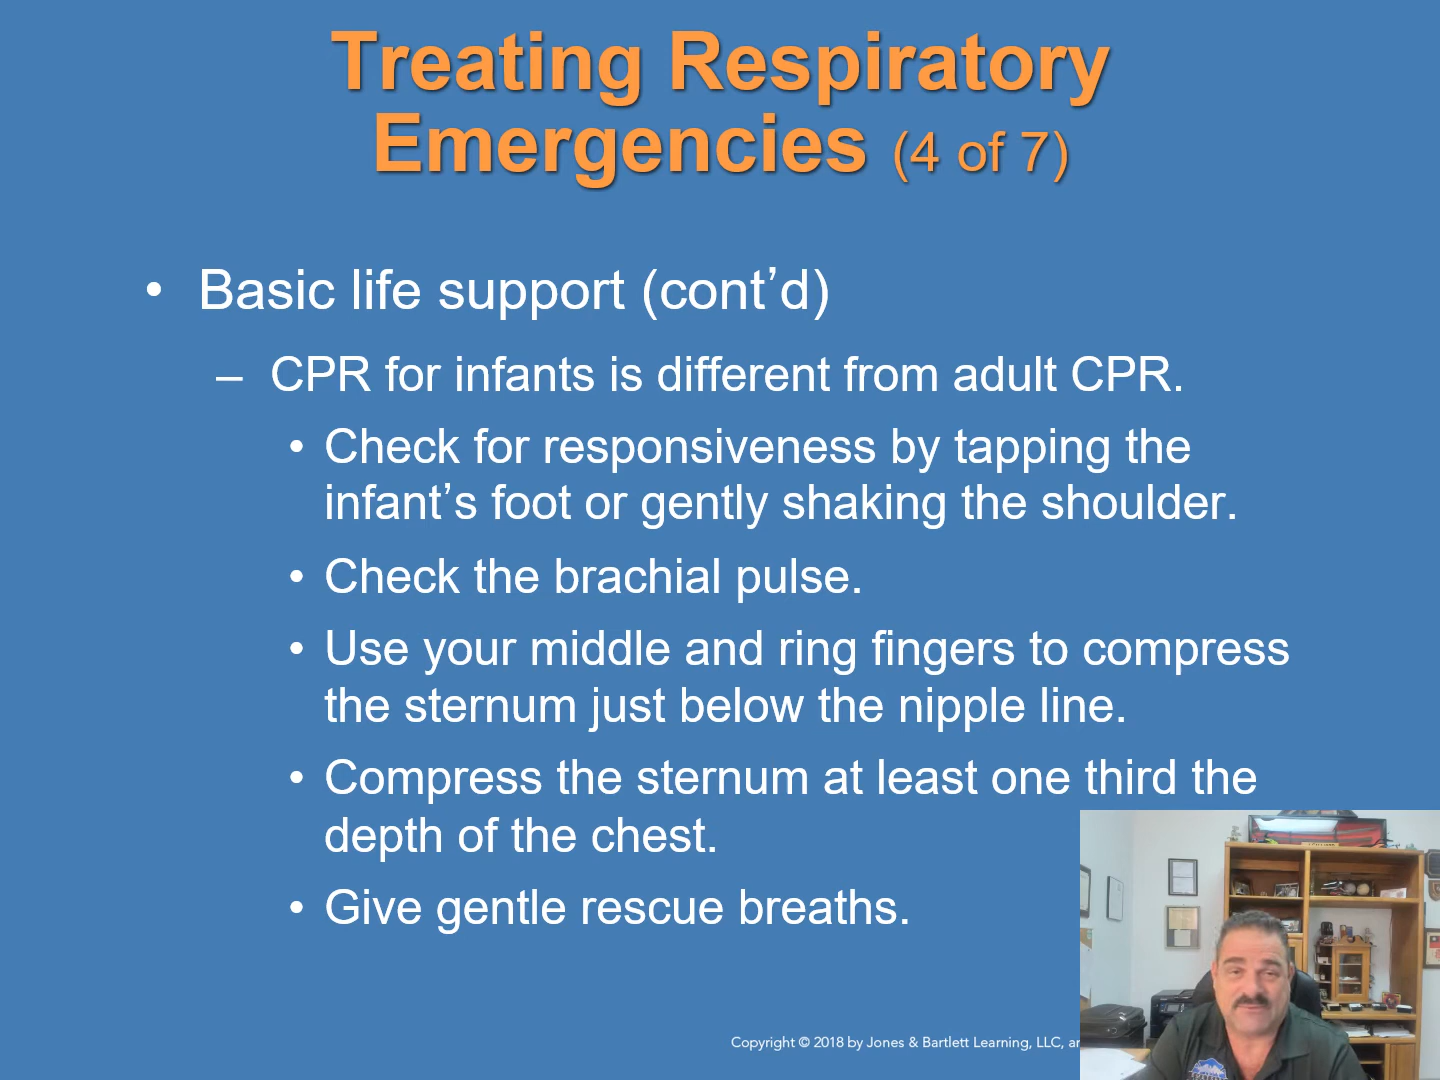 Treating Respiratory
Emergencies (4 of 7)
• Basic life support (cont’d)
– CPR for infants is different from adult CPR.
• Check for responsiveness by tapping the
infant’s foot or gently shaking the shoulder.
• Check the brachial pulse.
• Use your middle and ring fingers to compress
the sternum just below the nipple line.
• Compress the sternum at least one third the
depth of the chest.
• Give gentle rescue breaths.
Copyright © 2018 by Jones & Bartlett Learning, LLC,